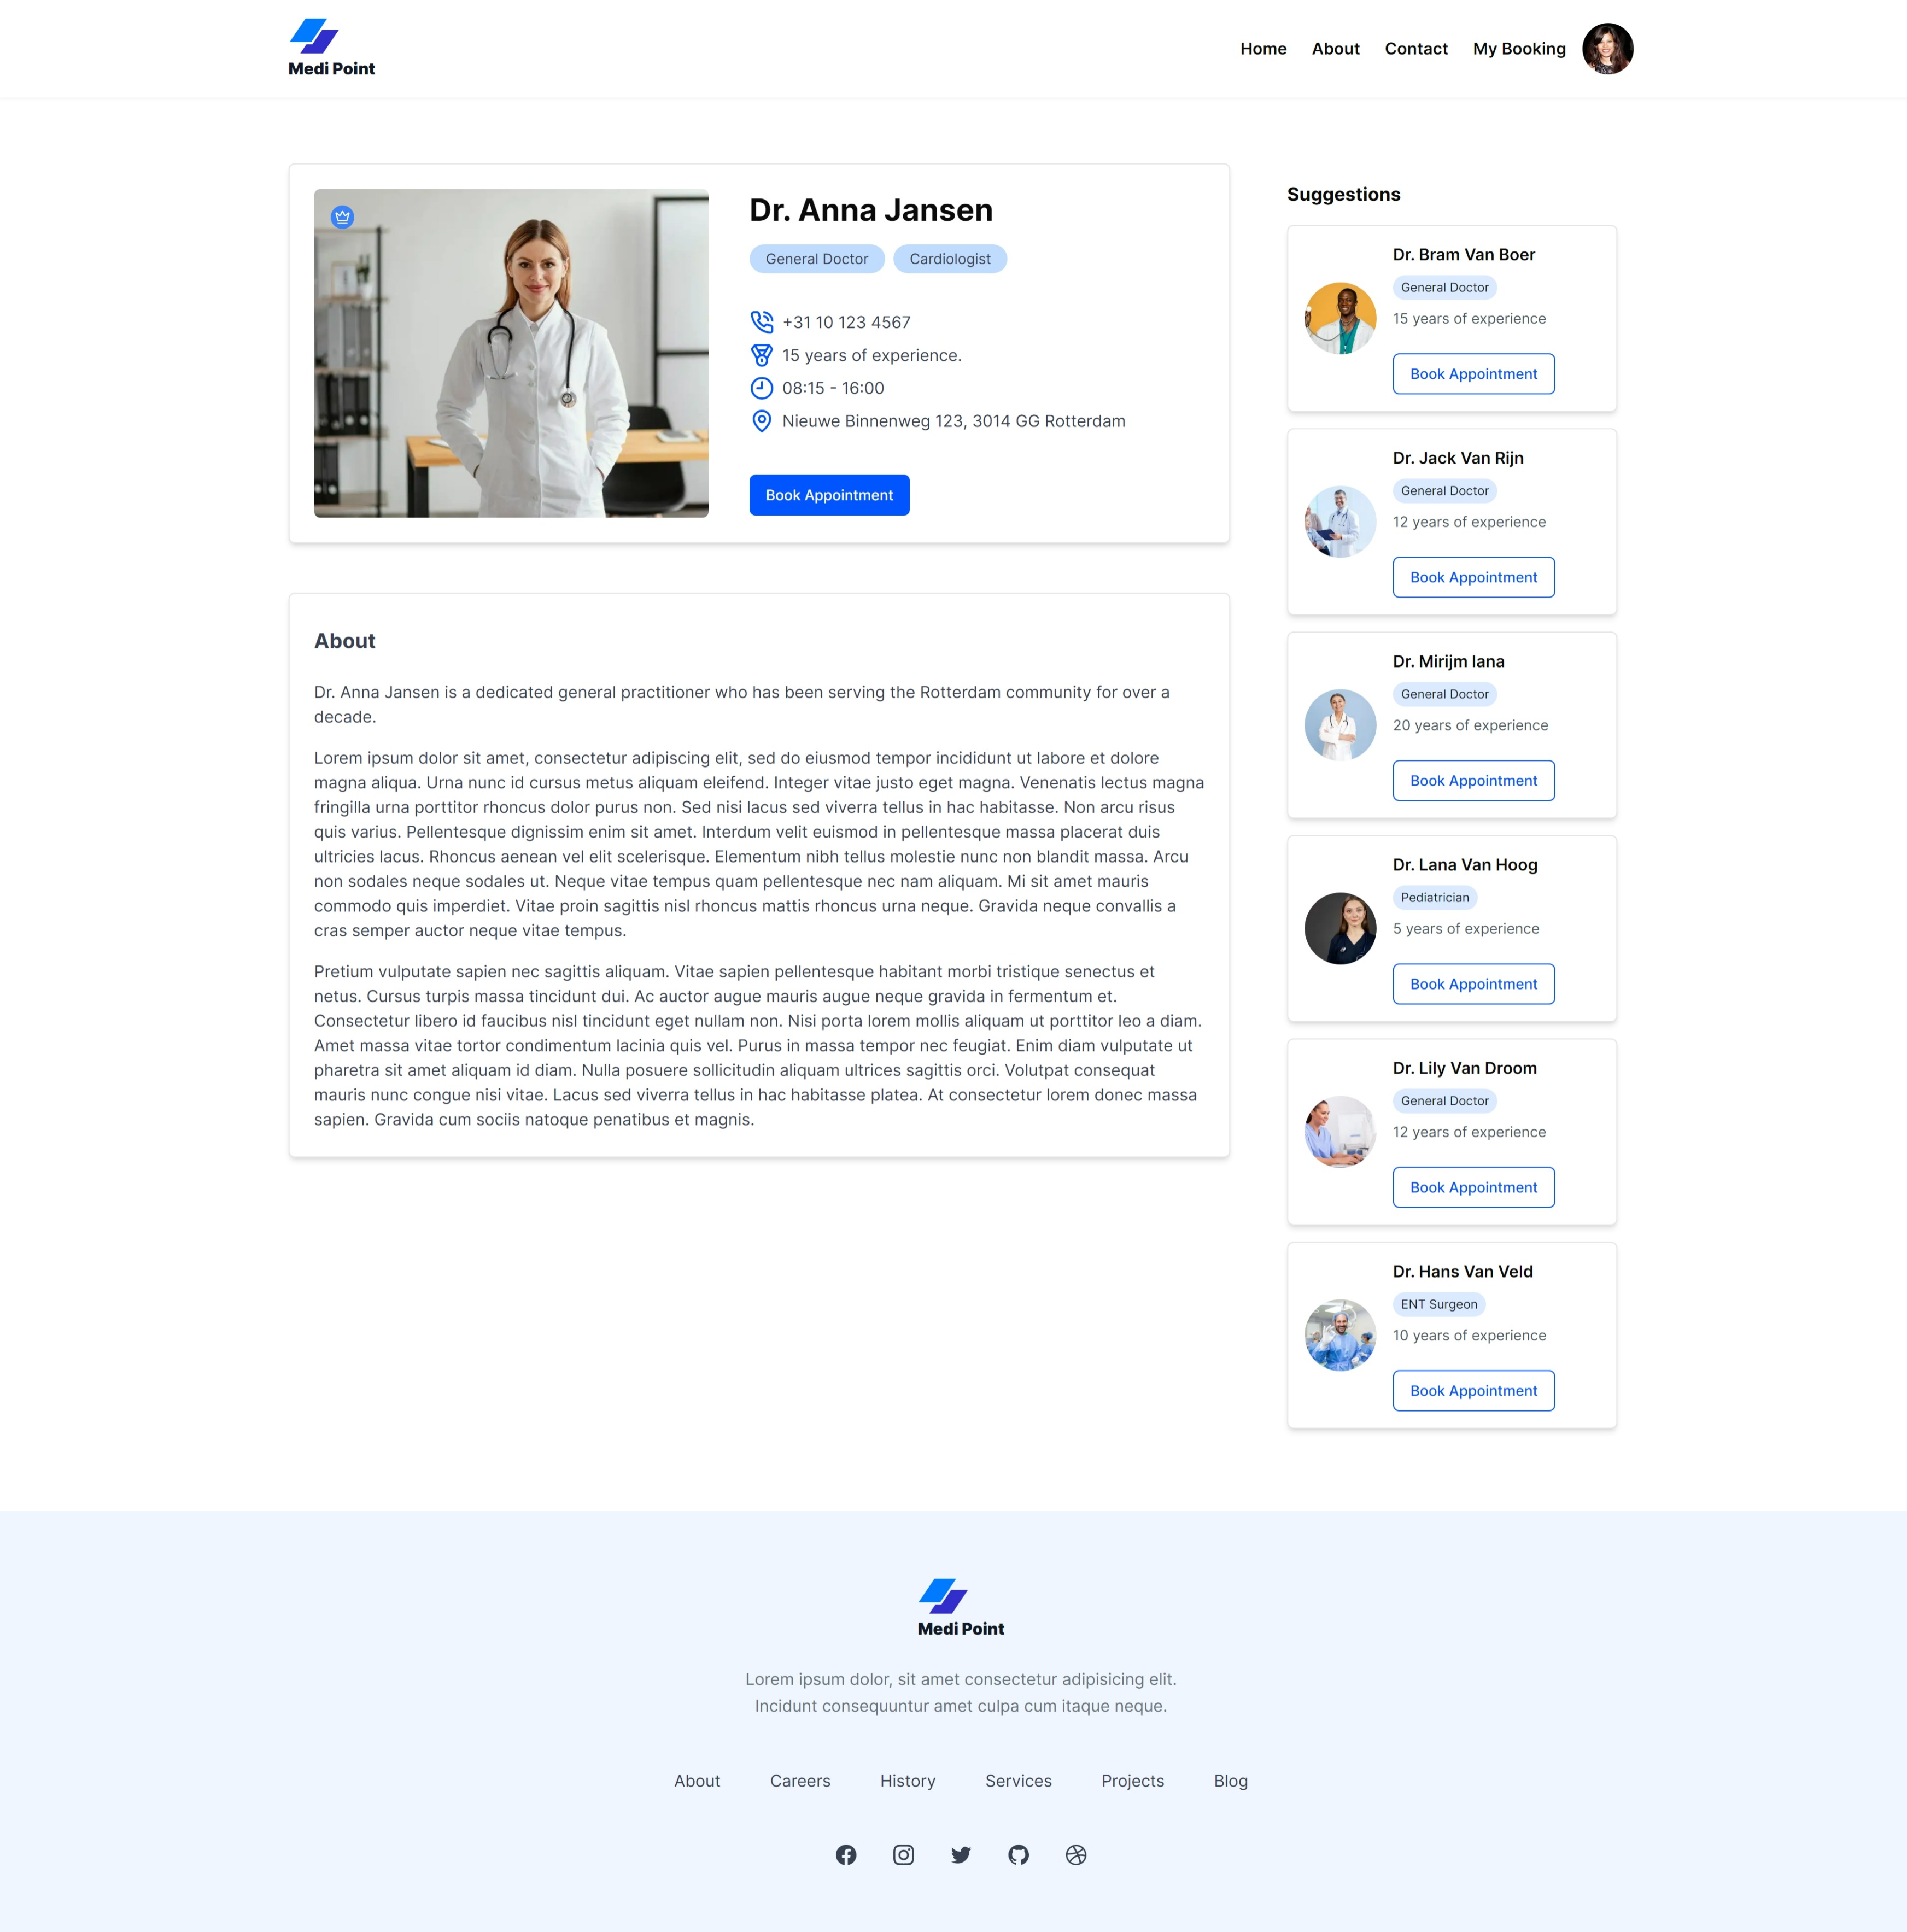 Medi Point
Home
About
Contact
My Booking
Dr. Anna Jansen
General Doctor
Cardiologist
+31 10 123 4567
15 years of experience.
08:15 - 16:00
Nieuwe Binnenweg 123, 3014 GG Rotterdam
Book Appointment
About
Dr. Anna Jansen is a dedicated general practitioner who has been serving the Rotterdam community for over a
decade.
Lorem ipsum dolor sit amet, consectetur adipiscing elit, sed do eiusmod tempor incididunt ut labore et dolore
magna aliqua. Urna nunc id cursus metus aliquam eleifend. Integer vitae justo eget magna. Venenatis lectus magna
fringilla urna porttitor rhoncus dolor purus non. Sed nisi lacus sed viverra tellus in hac habitasse. Non arcu risus
quis varius. Pellentesque dignissim enim sit amet. Interdum velit euismod in pellentesque massa placerat duis
ultricies lacus. Rhoncus aenean vel elit scelerisque. Elementum nibh tellus molestie nunc non blandit massa. Arcu
non sodales neque sodales ut. Neque vitae tempus quam pellentesque nec nam aliquam. Mi sit amet mauris
commodo quis imperdiet. Vitae proin sagittis nisl rhoncus mattis rhoncus urna neque. Gravida neque convallis a
cras semper auctor neque vitae tempus.
Pretium vulputate sapien nec sagittis aliquam. Vitae sapien pellentesque habitant morbi tristique senectus et
netus. Cursus turpis massa tincidunt dui. Ac auctor augue mauris augue neque gravida in fermentum et.
Consectetur libero id faucibus nisl tincidunt eget nullam non. Nisi porta lorem mollis aliquam ut porttitor leo a diam.
Amet massa vitae tortor condimentum lacinia quis vel. Purus in massa tempor nec feugiat. Enim diam vulputate ut
pharetra sit amet aliquam id diam. Nulla posuere sollicitudin aliquam ultrices sagittis orci. Volutpat consequat
mauris nunc congue nisi vitae. Lacus sed viverra tellus in hac habitasse platea. At consectetur lorem donec massa
sapien. Gravida cum sociis natoque penatibus et magnis.
Suggestions
Dr. Bram Van Boer
General Doctor
15 years of experience
Book Appointment
Dr. Jack Van Rijn
General Doctor
12 years of experience
Book Appointment
Dr. Mirijm Iana
General Doctor
20 years of experience
Book Appointment
Dr. Lana Van Hoog
Pediatrician
5 years of experience
Book Appointment
Dr. Lily Van Droom
General Doctor
12 years of experience
Book Appointment
Dr. Hans Van Veld
ENT Surgeon
10 years of experience
Book Appointment
Medi Point
Lorem ipsum dolor, sit amet consectetur adipisicing elit.
Incidunt consequuntur amet culpa cum itaque neque.
About
Careers
History
Services
Projects
Blog